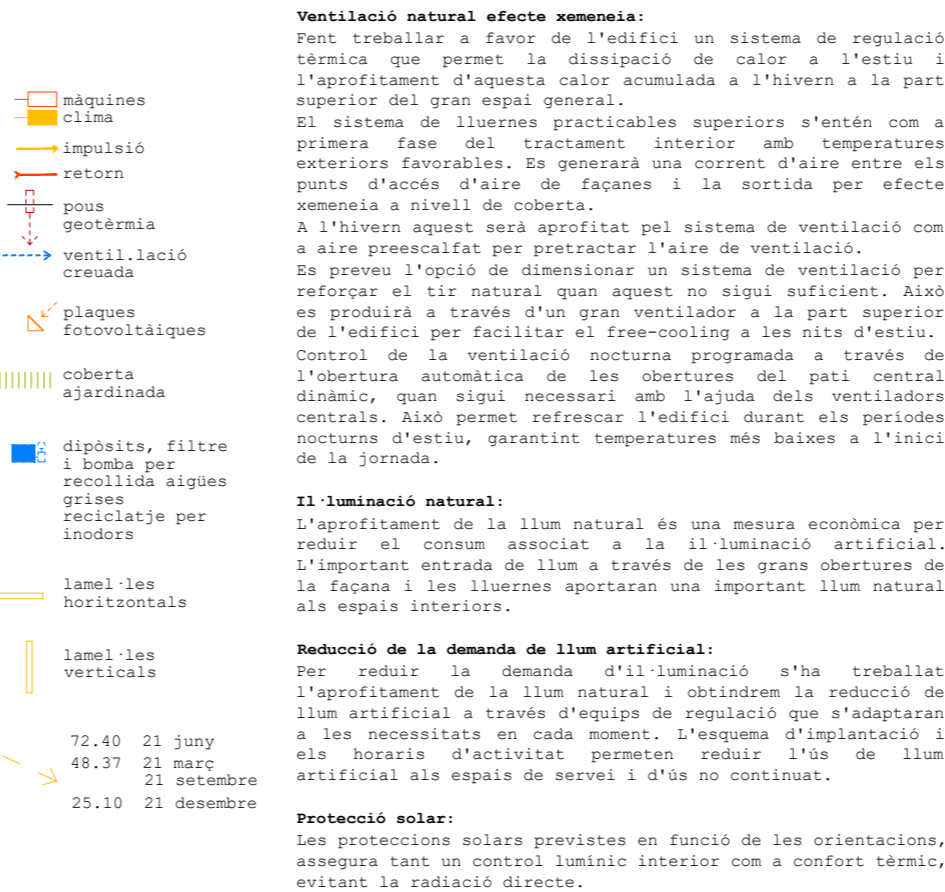 màquines
clima
impulsió
retorn
pous
geotèrmia
ventil.lació
creuada
plaques
fotovoltàiques
coberta
ajardinada
dipòsits, filtre
i bomba per
recollida aigües
grises
reciclatje per
inodors
lamel·les
horitzontals
lamel·les
verticals
72.40 21 juny
48.37 21 març
21 setembre
25.10 21 desembre
Ventilació natural efecte xemeneia:
Fent treballar a favor de l'edifici un sistema de regulació
tèrmica que permet la dissipació de calor a l'estiu i
l'aprofitament d'aquesta calor acumulada a l'hivern a la part
superior del gran espai general.
El sistema de lluernes practicables superiors s'entén com a
primera fase del tractament interior amb temperatures
exteriors favorables. Es generarà una corrent d'aire entre els
punts d'accés d'aire de façanes i la sortida per efecte
xemeneia a nivell de coberta.
A l'hivern aquest serà aprofitat pel sistema de ventilació com
a aire preescalfat per pretractar l'aire de ventilació.
Es preveu l'opció de dimensionar un sistema de ventilació per
reforçar el tir natural quan aquest no sigui suficient. Això
es produirà a través d'un gran ventilador a la part superior
de l'edifici per facilitar el free-cooling a les nits d'estiu.
Control de la ventilació nocturna programada a través de
l'obertura automàtica de les obertures del pati central
dinàmic, quan sigui necessari amb l'ajuda dels ventiladors
centrals. Això permet refrescar l'edifici durant els períodes
nocturns d'estiu, garantint temperatures més baixes a l'inici
de la jornada.
Il·luminació natural:
L'aprofitament de la llum natural és una mesura econòmica per
reduir el consum associat a la il·luminació artificial.
L'important entrada de llum a través de les grans obertures de
la façana i les lluernes aportaran una important llum natural
als espais interiors.
Reducció de la demanda de llum artificial:
Per reduir la demanda d'il·luminació s'ha treballat
l'aprofitament de la llum natural i obtindrem la reducció de
llum artificial a través d'equips de regulació que s'adaptaran
a les necessitats en cada moment. L'esquema d'implantació i
els horaris d'activitat permeten reduir l'ús de llum
artificial als espais de servei i d'ús no continuat.
Protecció solar:
Les proteccions solars previstes en funció de les orientacions,
assegura tant un control lumínic interior com a confort tèrmic,
evitant la radiació directe.